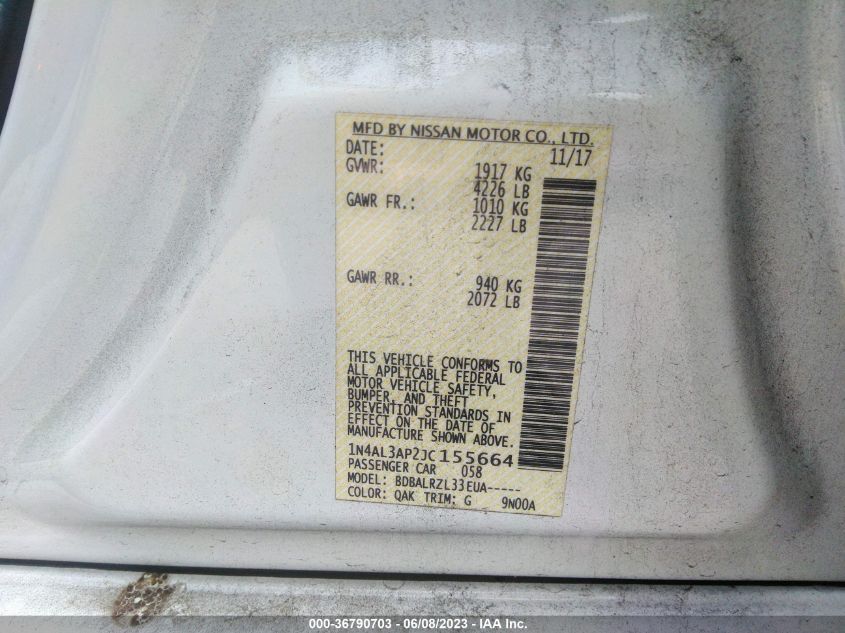 MFD BY NISSAN MOTOR CO., LTD.
DATE: 11/17
GVWR: 1917 KG
4226 LB
GAWR FR.: 1010 KG
2227 LB
GAWR RR.: 940 KG
2072 LB
THIS VEHICLE CONFORMS TO
ALL APPLICABLE FEDERAL
MOTOR VEHICLE SAFETY,
BUMPER, AND THEFT
PREVENTION STANDARDS IN
EFFECT ON THE DATE OF
MANUFACTURE SHOWN ABOVE.
1N4AL3AP2JC155664
PASSENGER CAR 058
MODEL: BDBALRZL33EUA-----
COLOR: QAK TRIM: G 9N00A
000-36790703 - 06/08/2023 - IAA Inc.